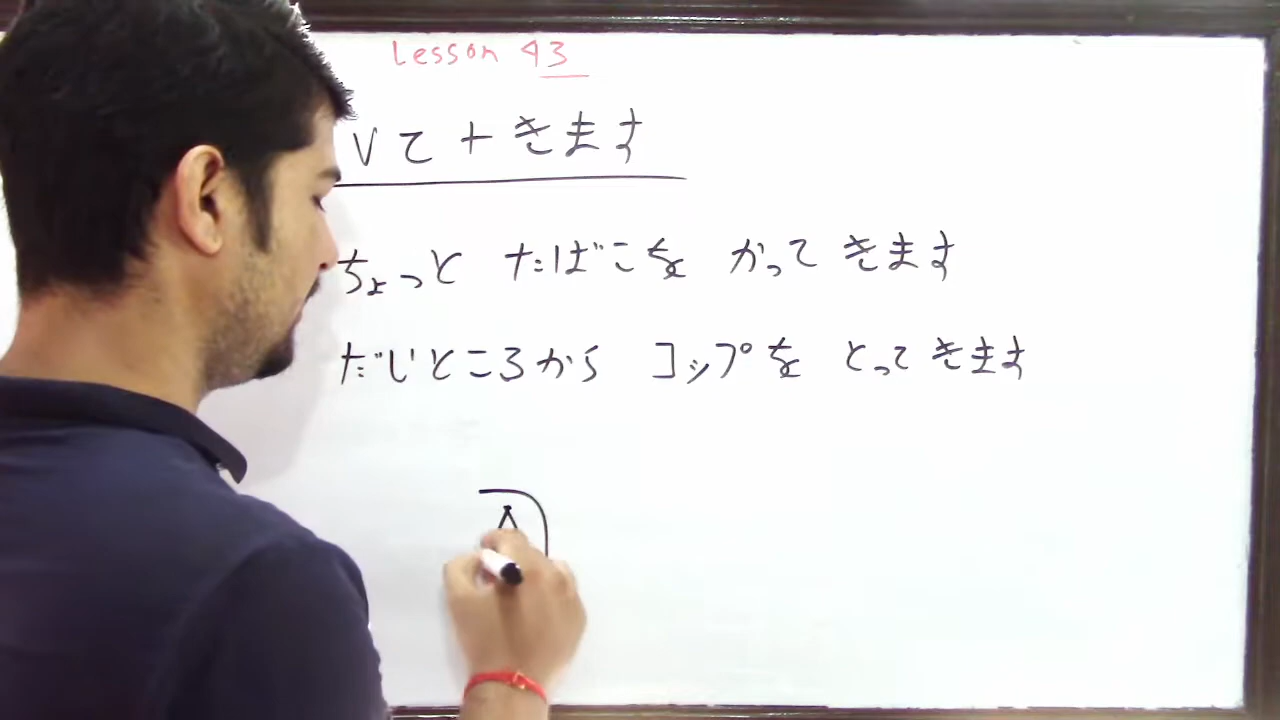 Lesson 43
Vて + きます
ちょっと たばこを かって きます
だいところから コップを とって きます
A